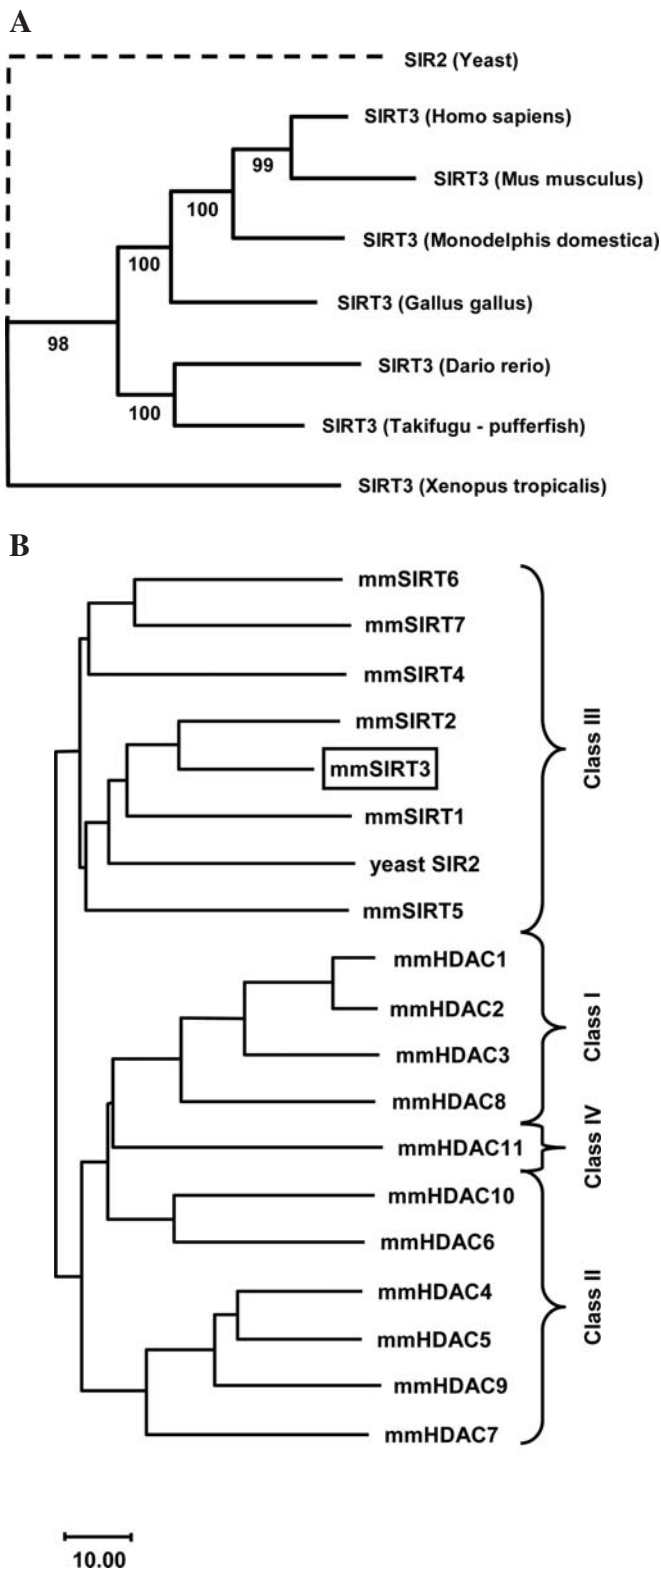 A
SIR2 (Yeast)
SIRT3 (Homo sapiens)
99
SIRT3 (Mus musculus)
100
SIRT3 (Monodelphis domestica)
100
SIRT3 (Gallus gallus)
98
SIRT3 (Dario rerio)
100
SIRT3 (Takifugu - pufferfish)
SIRT3 (Xenopus tropicalis)
B
mmSIRT6
mmSIRT7
mmSIRT4
mmSIRT2
mmSIRT3
mmSIRT1
yeast SIR2
mmSIRT5
Class III
mmHDAC1
mmHDAC2
mmHDAC3
mmHDAC8
Class I
mmHDAC11
Class IV
mmHDAC10
mmHDAC6
mmHDAC4
mmHDAC5
mmHDAC9
mmHDAC7
Class II
10.00